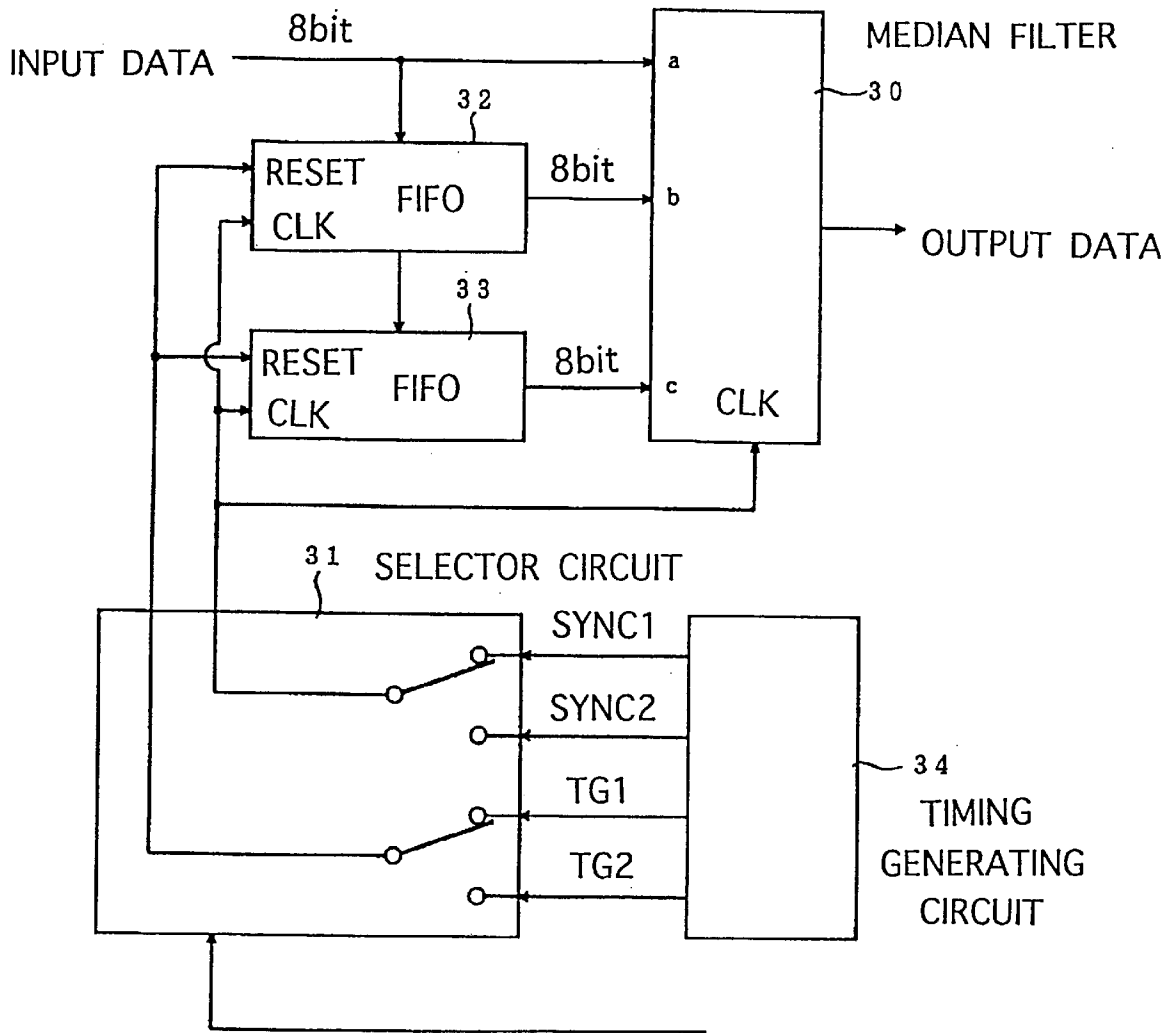 8bit
INPUT DATA
a
MEDIAN FILTER
30
32
RESET
FIFO
CLK
8bit
b
OUTPUT DATA
33
RESET
FIFO
CLK
8bit
c
CLK
31
SELECTOR CIRCUIT
SYNC1
SYNC2
TG1
TG2
34
TIMING
GENERATING
CIRCUIT